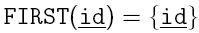 FIRST(id) = {id}